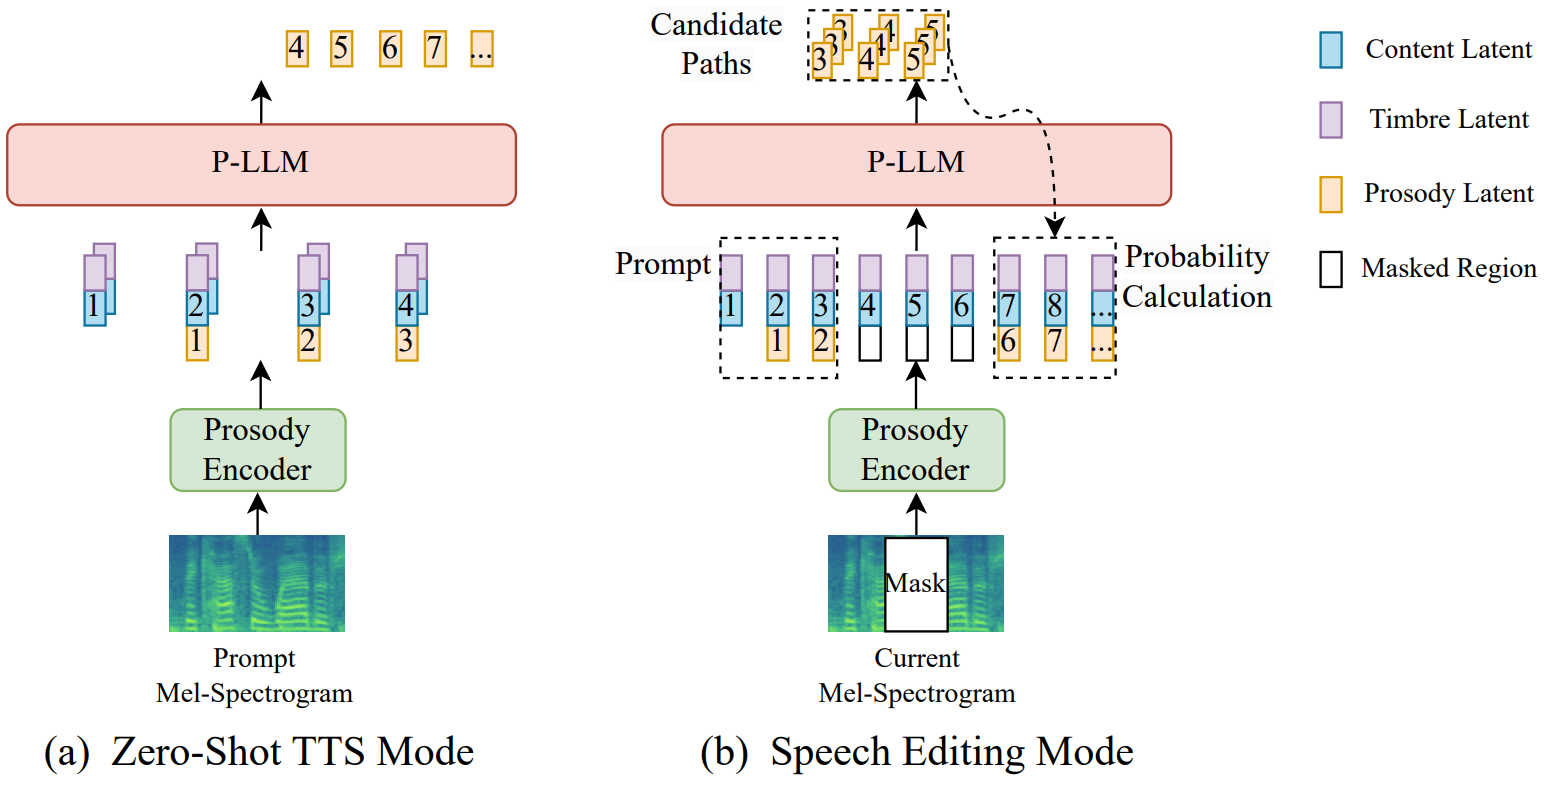 4 5 6 7 ...
P-LLM
1 2 3 4
1 2 3
Prosody
Encoder
Prompt
Mel-Spectrogram
(a) Zero-Shot TTS Mode
Candidate
Paths
3 4 5
3 4 5
3 4 5
P-LLM
Prompt
Probability
Calculation
1 2 3 4 5 6 7 8 ...
1 2 6 7 ...
Prosody
Encoder
Mask
Current
Mel-Spectrogram
(b) Speech Editing Mode
Content Latent
Timbre Latent
Prosody Latent
Masked Region